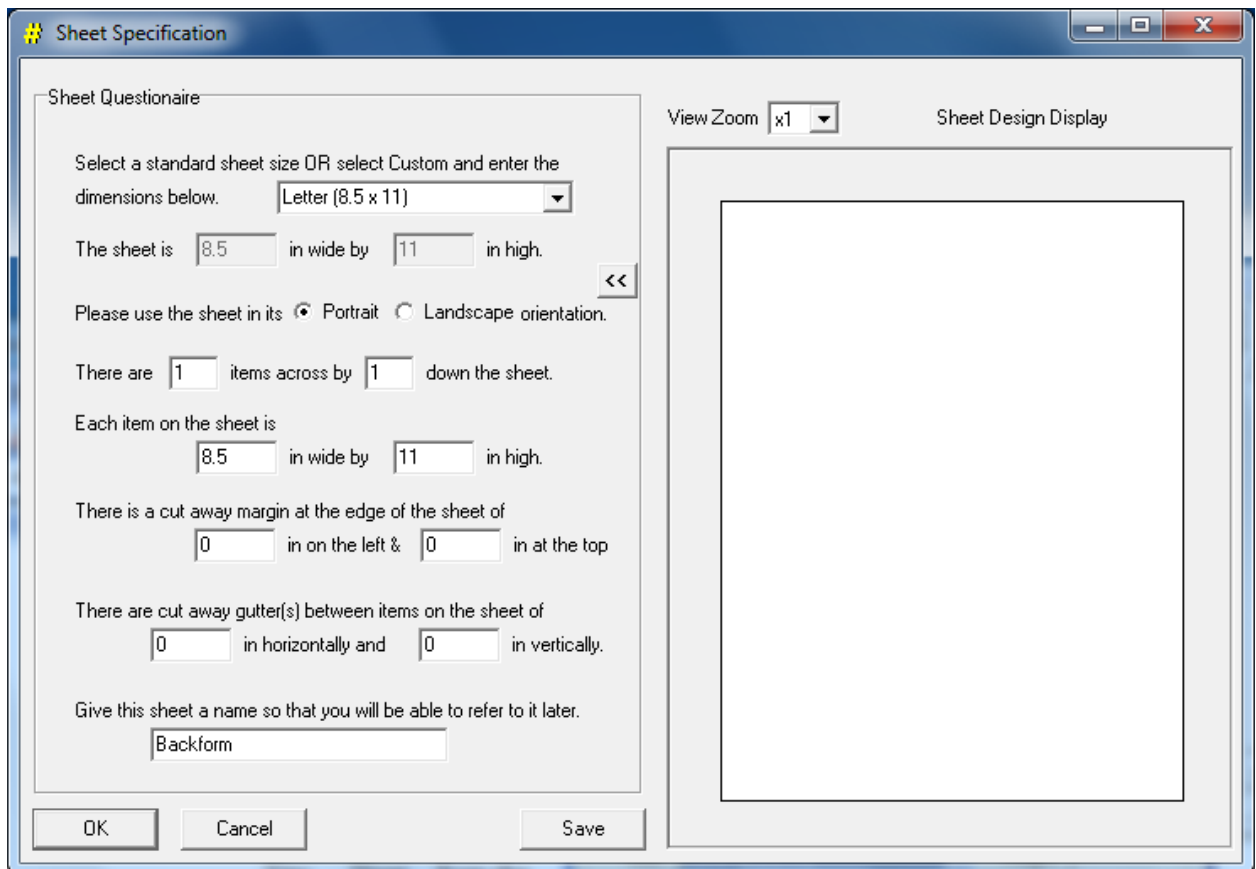 # Sheet Specification
Sheet Questionaire
Select a standard sheet size OR select Custom and enter the
dimensions below. Letter (8.5 x 11)
The sheet is 8.5 in wide by 11 in high.
<<
Please use the sheet in its Portrait Landscape orientation.
There are 1 items across by 1 down the sheet.
Each item on the sheet is
8.5 in wide by 11 in high.
There is a cut away margin at the edge of the sheet of
0 in on the left & 0 in at the top
There are cut away gutter(s) between items on the sheet of
0 in horizontally and 0 in vertically.
Give this sheet a name so that you will be able to refer to it later.
Backform
OK Cancel Save
View Zoom x1 Sheet Design Display